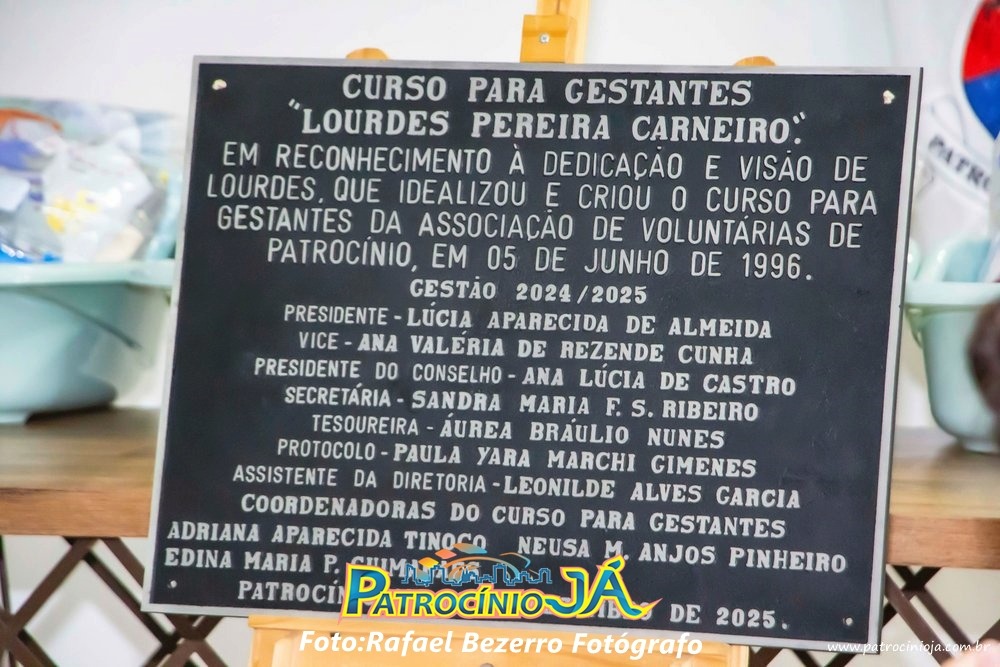 CURSO PARA GESTANTES
"LOURDES PEREIRA CARNEIRO".
EM RECONHECIMENTO À DEDICAÇÃO E VISÃO DE
LOURDES, QUE IDEALIZOU E CRIOU O CURSO PARA
GESTANTES DA ASSOCIAÇÃO DE VOLUNTÁRIAS DE
PATROCÍNIO, EM 05 DE JUNHO DE 1996.
GESTÃO 2024/2025
PRESIDENTE - LÚCIA APARECIDA DE ALMEIDA
VICE - ANA VALÉRIA DE REZENDE CUNHA
PRESIDENTE DO CONSELHO - ANA LÚCIA DE CASTRO
SECRETÁRIA - SANDRA MARIA F. S. RIBEIRO
TESOUREIRA - ÁUREA BRÁULIO NUNES
PROTOCOLO - PAULA YARA MARCHI GIMENES
ASSISTENTE DA DIRETORIA - LEONILDE ALVES GARCIA
COORDENADORAS DO CURSO PARA GESTANTES
ADRIANA APARECIDA TINOCO NEUSA M. ANJOS PINHEIRO
EDINA MARIA P.
DE 2025.
PATROCÍNIO JÁ
Foto:Rafael Bezerro Fotógrafo
www.patrocinioja.com.br